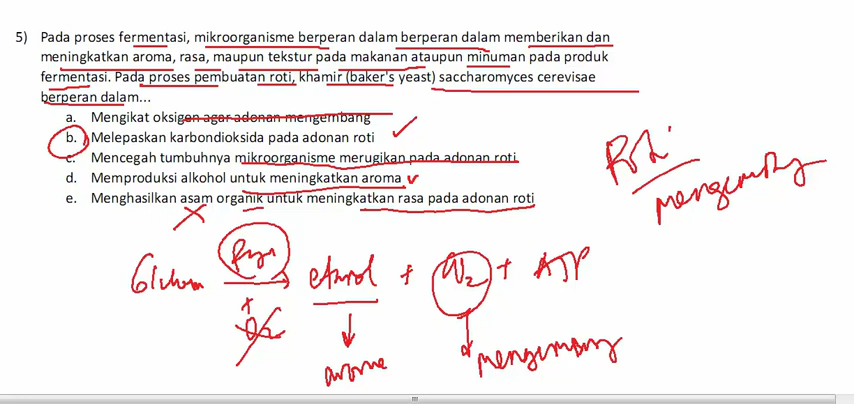 5) Pada proses fermentasi, mikroorganisme berperan dalam berperan dalam memberikan dan
meningkatkan aroma, rasa, maupun tekstur pada makanan ataupun minuman pada produk
fermentasi. Pada proses pembuatan roti, khamir (baker's yeast) saccharomyces cerevisae
berperan dalam...
a. Mengikat oksigen agar adonan mengembang
b. Melepaskan karbondioksida pada adonan roti
c. Mencegah tumbuhnya mikroorganisme merugikan pada adonan roti
d. Memproduksi alkohol untuk meningkatkan aroma
e. Menghasilkan asam organik untuk meningkatkan rasa pada adonan roti
Roti
mengembang
Glukosa Ragi etanol + CO2 + ATP
O2
aroma
mengembang